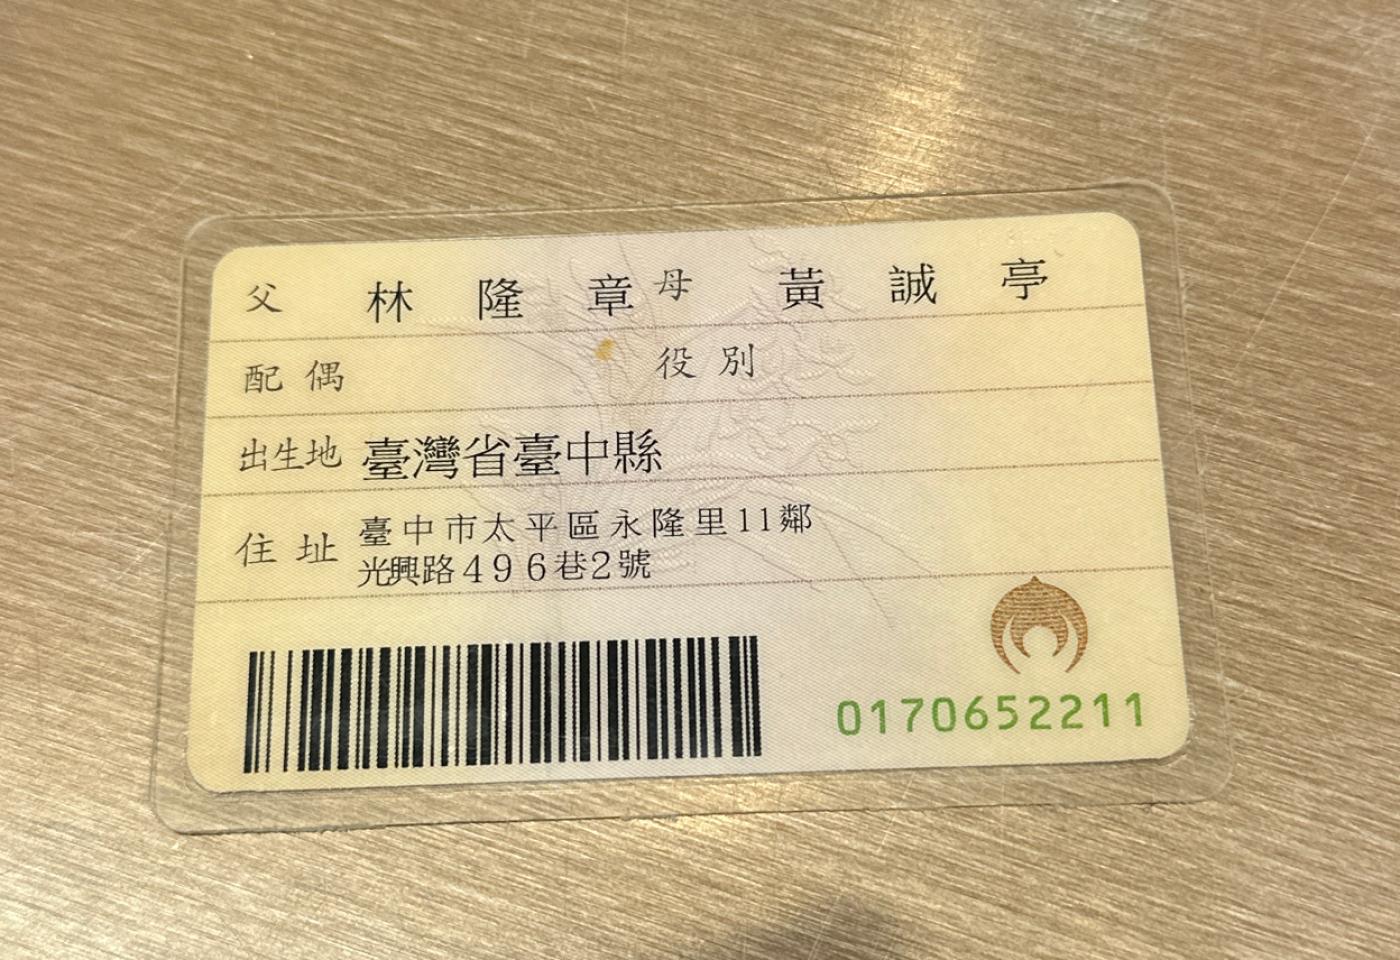 父 林隆章 母 黃誠亭
配偶 役別
出生地 臺灣省臺中縣
住址 臺中市太平區永隆里11鄰
光興路496巷2號
0170652211